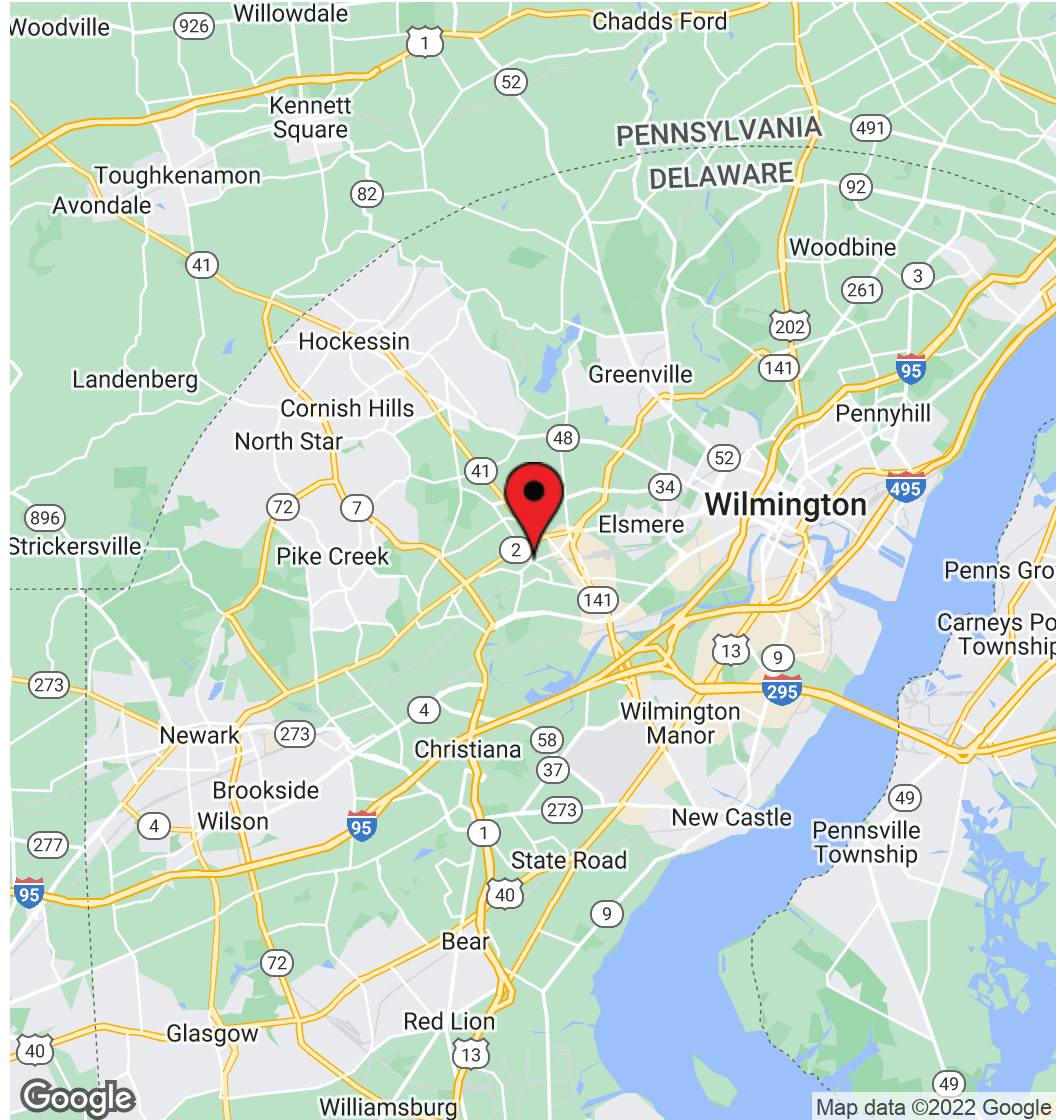 Woodville
926
Willowdale
Chadds Ford
1
52
Kennett
Square
PENNSYLVANIA
491
DELAWARE
Toughkenamon
Avondale
82
92
41
Woodbine
3
261
202
Hockessin
141
95
Landenberg
Greenville
Cornish Hills
Pennyhill
North Star
48
52
41
34
495
72
7
Wilmington
896
Elsmere
Strickersville
2
Pike Creek
Penns Gro
141
Carneys Po
Township
13
9
273
295
4
Wilmington
Manor
Newark
273
58
Christiana
37
Brookside
49
273
Wilson
4
95
New Castle
1
Pennsville
Township
277
State Road
95
40
9
Bear
72
Red Lion
Glasgow
40
13
49
Google
Williamsburg
Map data ©2022 Google